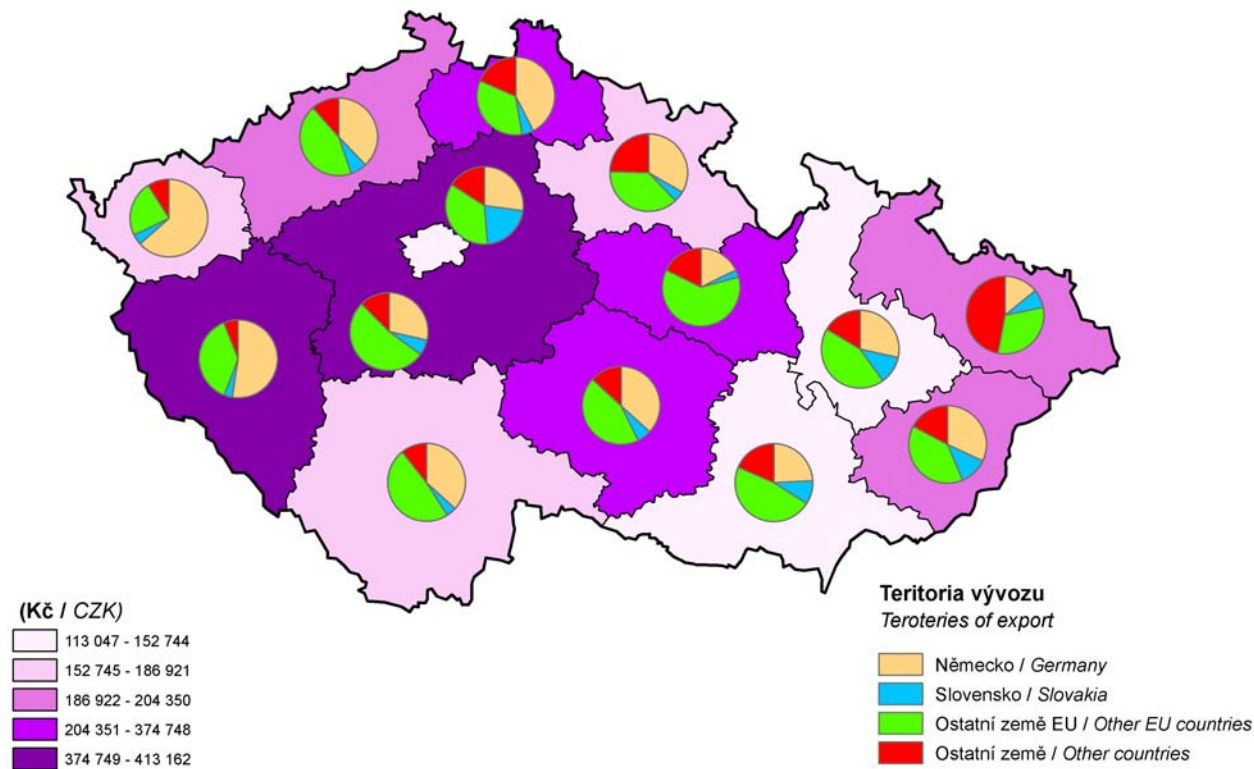 (Kč / CZK)
113 047 - 152 744
152 745 - 186 921
186 922 - 204 350
204 351 - 374 748
374 749 - 413 162
Teritoria vývozu
Teroteries of export
Německo / Germany
Slovensko / Slovakia
Ostatní země EU / Other EU countries
Ostatní země / Other countries